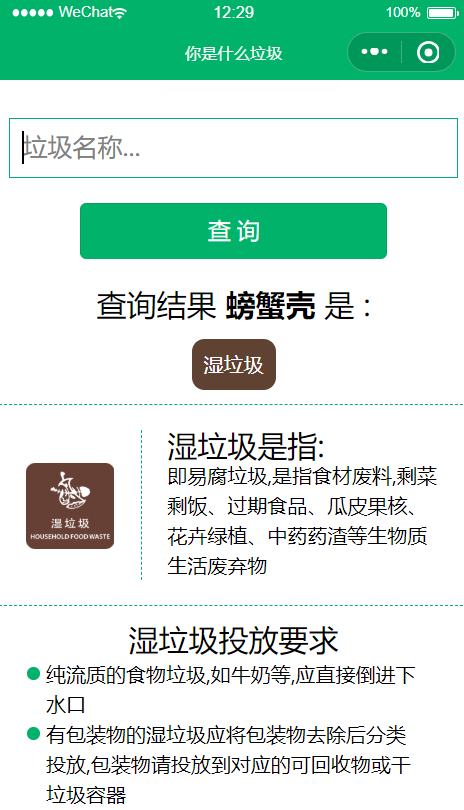 ●●●●● WeChat 12:29 100%
你是什么垃圾
垃圾名称...
查询
查询结果 螃蟹壳 是：
湿垃圾
湿垃圾是指:
即易腐垃圾,是指食材废料,剩菜
剩饭、过期食品、瓜皮果核、
花卉绿植、中药药渣等生物质
生活废弃物
湿垃圾
HOUSEHOLD FOOD WASTE
湿垃圾投放要求
纯流质的食物垃圾,如牛奶等,应直接倒进下
水口
有包装物的湿垃圾应将包装物去除后分类
投放,包装物请投放到对应的可回收物或干
垃圾容器